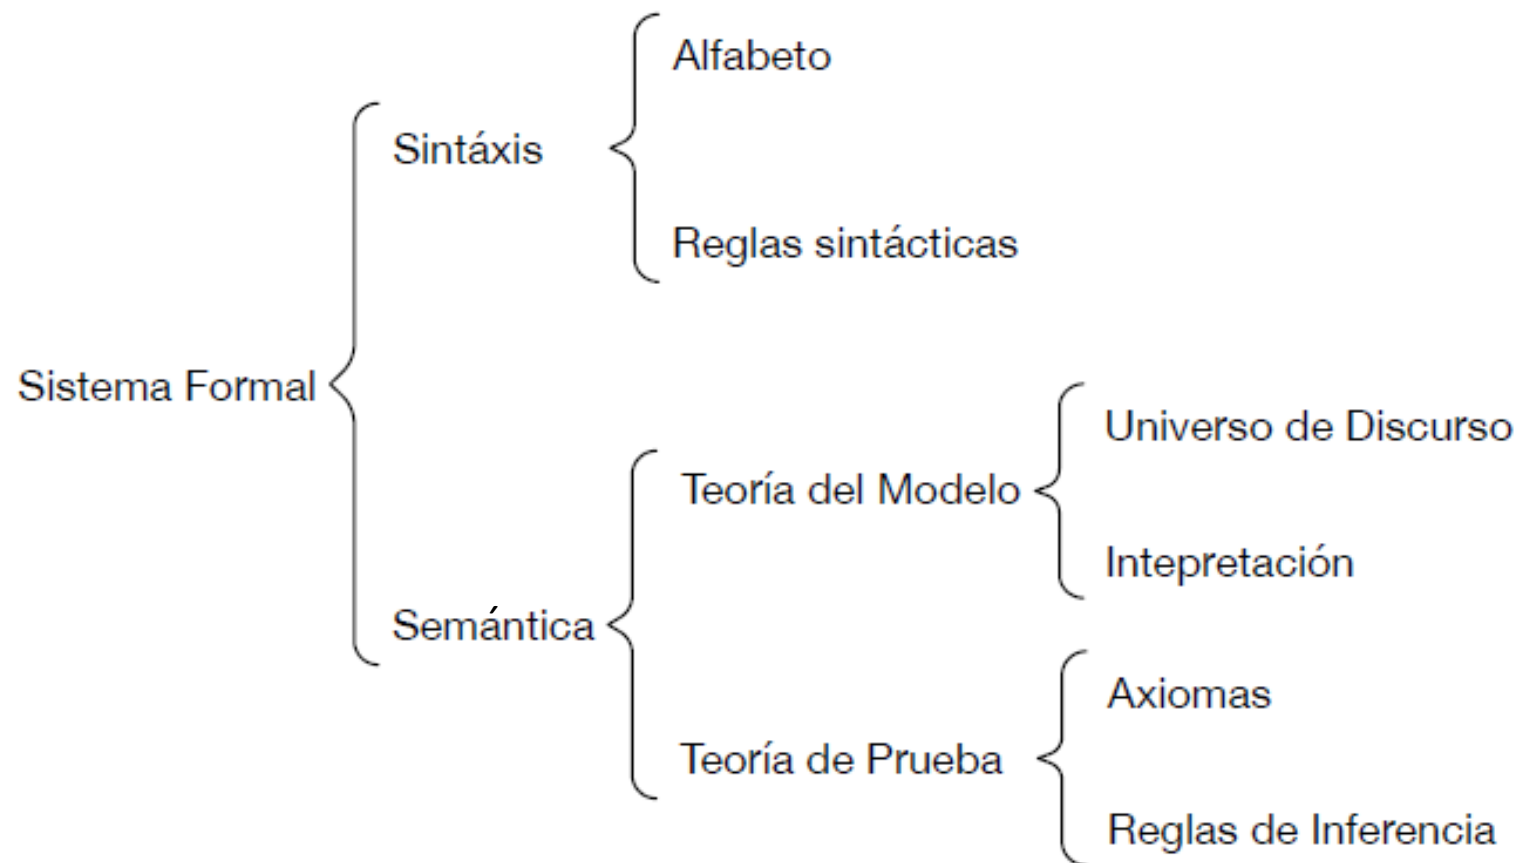 Alfabeto
Sintáxis
Reglas sintácticas
Sistema Formal
Universo de Discurso
Teoría del Modelo
Intepretación
Semántica
Axiomas
Teoría de Prueba
Reglas de Inferencia